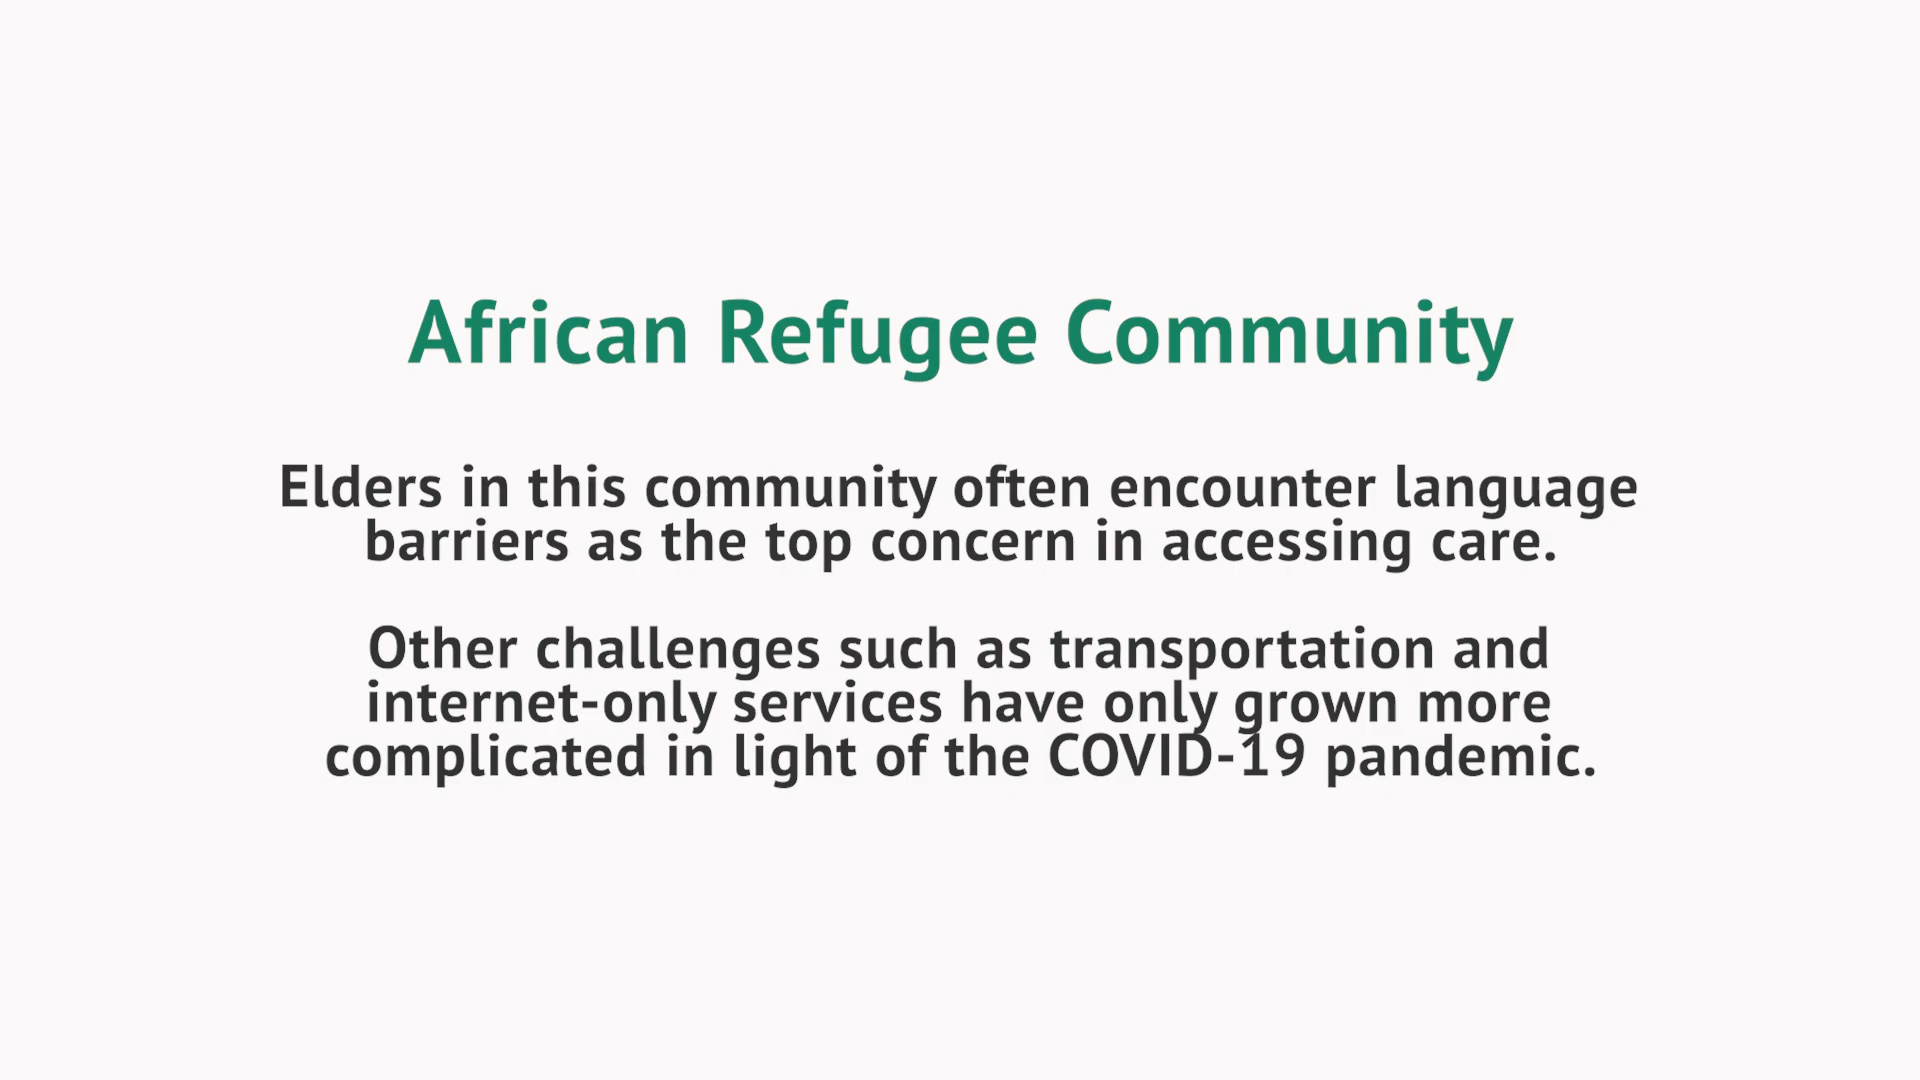 African Refugee Community
Elders in this community often encounter language
barriers as the top concern in accessing care.
Other challenges such as transportation and
internet-only services have only grown more
complicated in light of the COVID-19 pandemic.